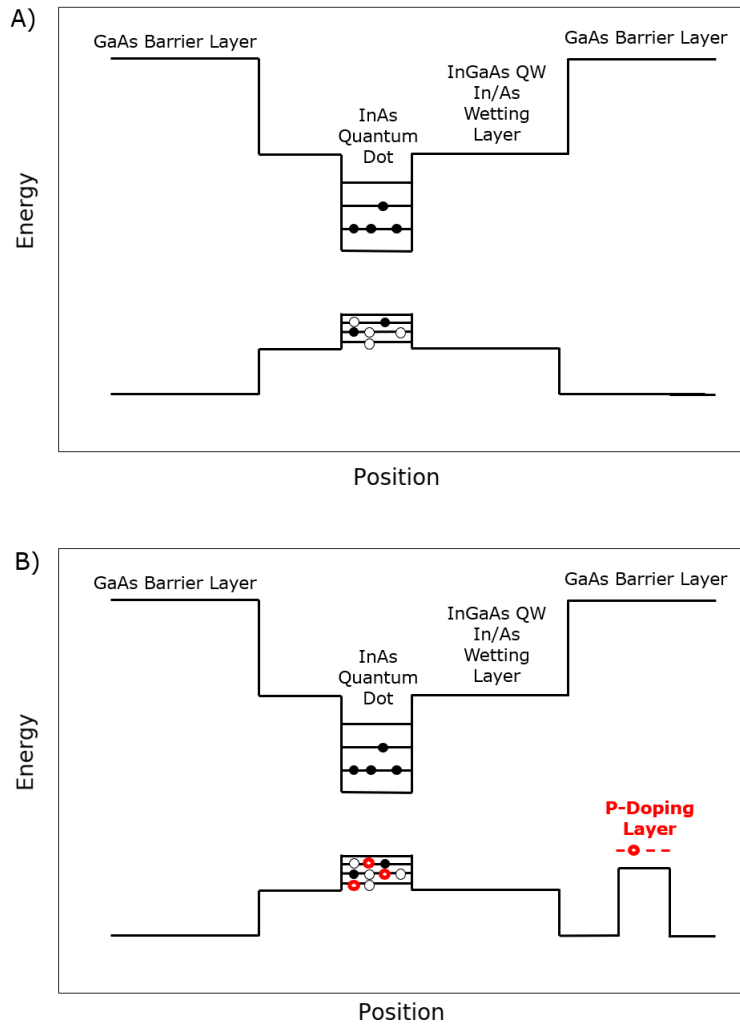 A)
GaAs Barrier Layer
GaAs Barrier Layer
InGaAs QW
In/As
Wetting
Layer
InAs
Quantum
Dot
Energy
Position
B)
GaAs Barrier Layer
GaAs Barrier Layer
InGaAs QW
In/As
Wetting
Layer
InAs
Quantum
Dot
Energy
P-Doping
Layer
Position